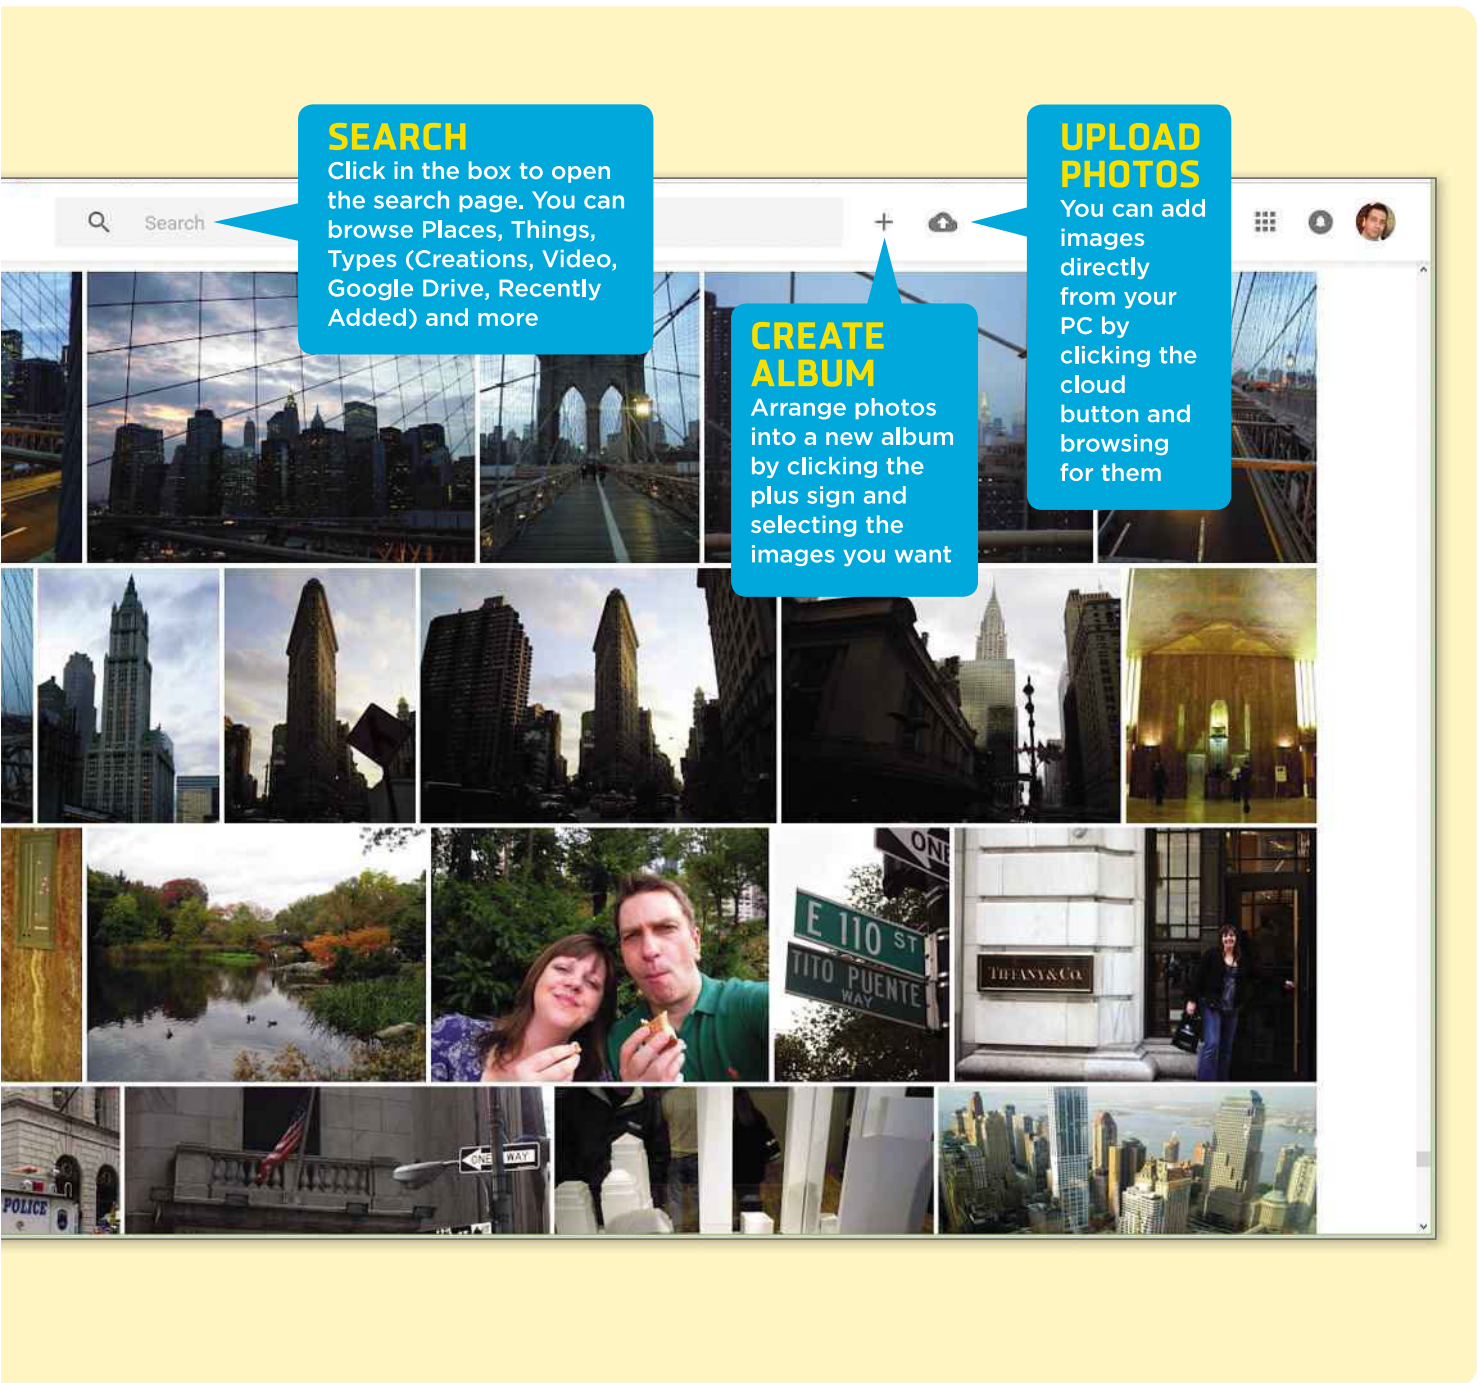 SEARCH
Click in the box to open
the search page. You can
browse Places, Things,
Types (Creations, Video,
Google Drive, Recently
Added) and more
UPLOAD
PHOTOS
You can add
images
directly
from your
PC by
clicking the
cloud
button and
browsing
for them
Search
CREATE
ALBUM
Arrange photos
into a new album
by clicking the
plus sign and
selecting the
images you want
ONE
E 110 ST
TITO PUENTE
WAY
TIFFANY & CO.
ONE WAY
POLICE